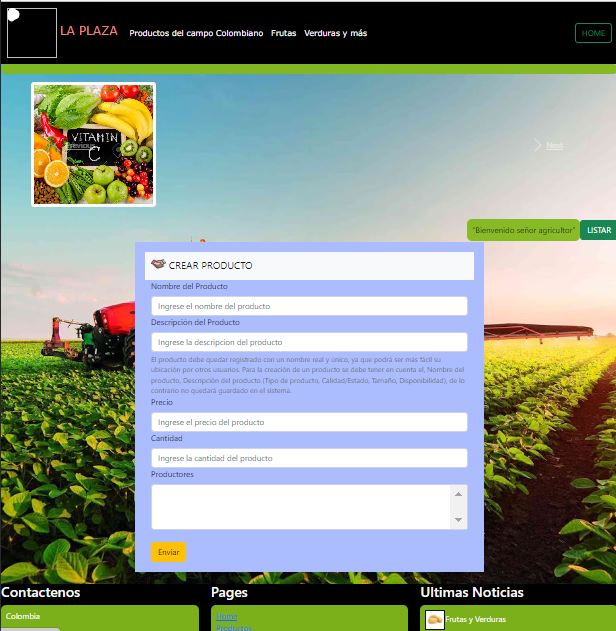 LA PLAZA
Productos del campo Colombiano Frutas Verduras y más
HOME
VITAMIN
C
Previous
Next
"Bienvenido señor agricultor"
LISTAR
CREAR PRODUCTO
Nombre del Producto
Ingrese el nombre del producto
Descripcion del Producto
Ingrese la descripcion del producto
El producto debe quedar registrado con un nombre real y unico, ya que podrá ser más facil su
ubicación por otros usuarios. Para la creación de un producto se debe tener en cuenta el, Nombre del
producto, Descripción del producto (Tipo de producto, Calidad/Estado, Tamaño, Disponibilidad), de lo
contrario no quedará guardado en el sistema.
Precio
Ingrese el precio del producto
Cantidad
Ingrese la cantidad del producto
Productores
Enviar
Contactenos
Colombia
Pages
Home
Productos
Ultimas Noticias
Frutas y Verduras